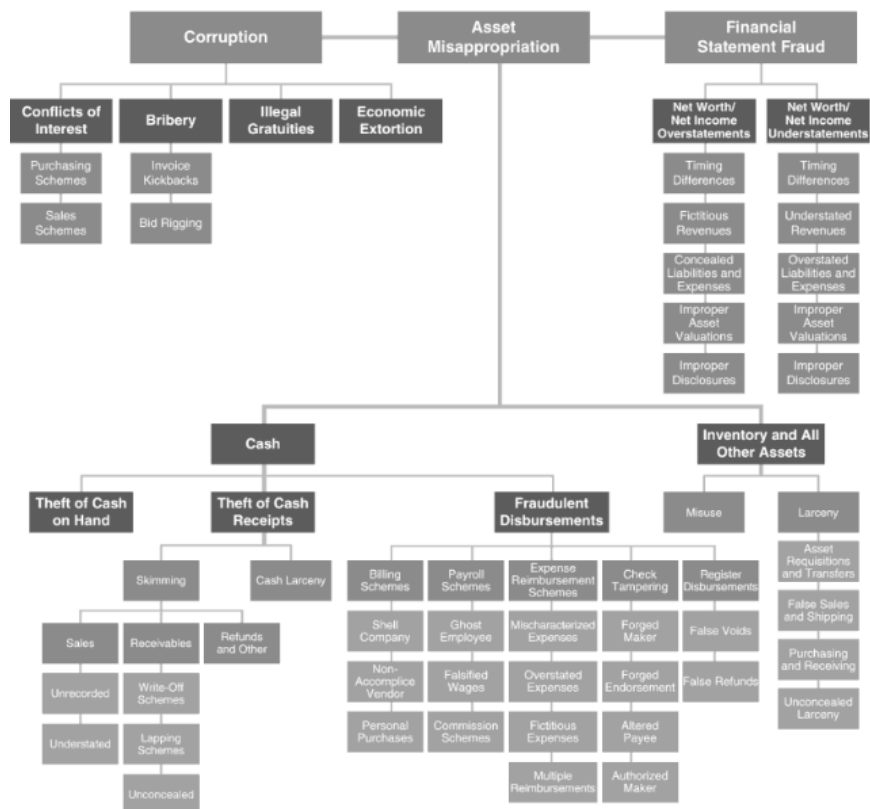 Corruption
Asset
Misappropriation
Financial
Statement Fraud
Conflicts of
Interest
Bribery
Illegal
Gratuities
Economic
Extortion
Net Worth/
Net Income
Overstatements
Net Worth/
Net Income
Understatements
Purchasing
Schemes
Invoice
Kickbacks
Timing
Differences
Timing
Differences
Sales
Schemes
Bid Rigging
Fictitious
Revenues
Understated
Revenues
Concealed
Liabilities and
Expenses
Overstated
Liabilities and
Expenses
Improper
Asset
Valuations
Improper
Asset
Valuations
Improper
Disclosures
Improper
Disclosures
Cash
Inventory and All
Other Assets
Theft of Cash
on Hand
Theft of Cash
Receipts
Fraudulent
Disbursements
Misuse
Larceny
Skimming
Cash Larceny
Billing
Schemes
Payroll
Schemes
Expense
Reimbursement
Schemes
Check
Tampering
Register
Disbursements
Asset
Requisitions
and Transfers
Sales
Receivables
Refunds
and Other
Shell
Company
Ghost
Employee
Mischaracterized
Expenses
Forged
Maker
False Voids
False Sales
and Shipping
Unrecorded
Write-Off
Schemes
Non-
Accomplice
Vendor
Falsified
Wages
Overstated
Expenses
Forged
Endorsement
False Refunds
Purchasing
and Receiving
Understated
Lapping
Schemes
Personal
Purchases
Commission
Schemes
Fictitious
Expenses
Altered
Payee
Unconcealed
Larceny
Unconcealed
Multiple
Reimbursements
Authorized
Maker